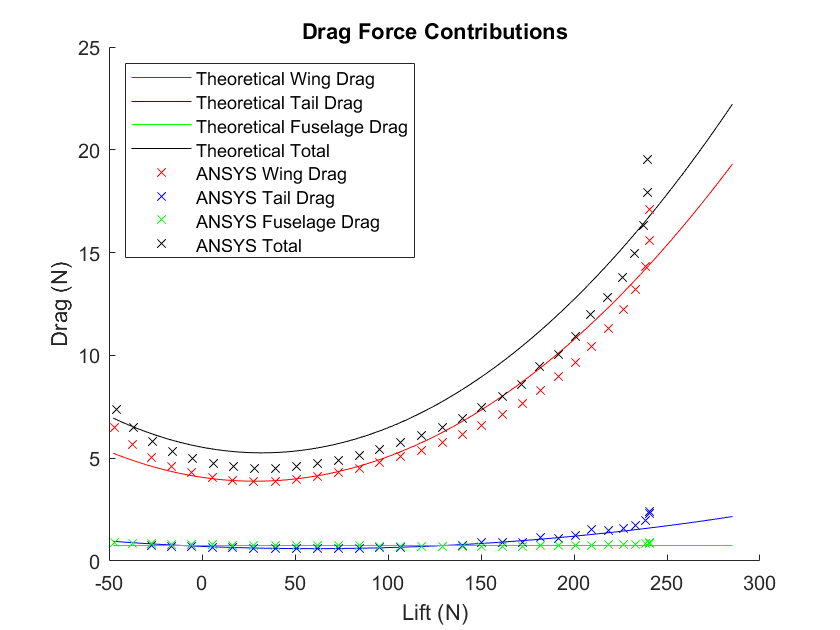 Drag Force Contributions
25
20
15
10
5
0
Drag (N)
Theoretical Wing Drag
Theoretical Tail Drag
Theoretical Fuselage Drag
Theoretical Total
ANSYS Wing Drag
ANSYS Tail Drag
ANSYS Fuselage Drag
ANSYS Total
-50 0 50 100 150 200 250 300
Lift (N)